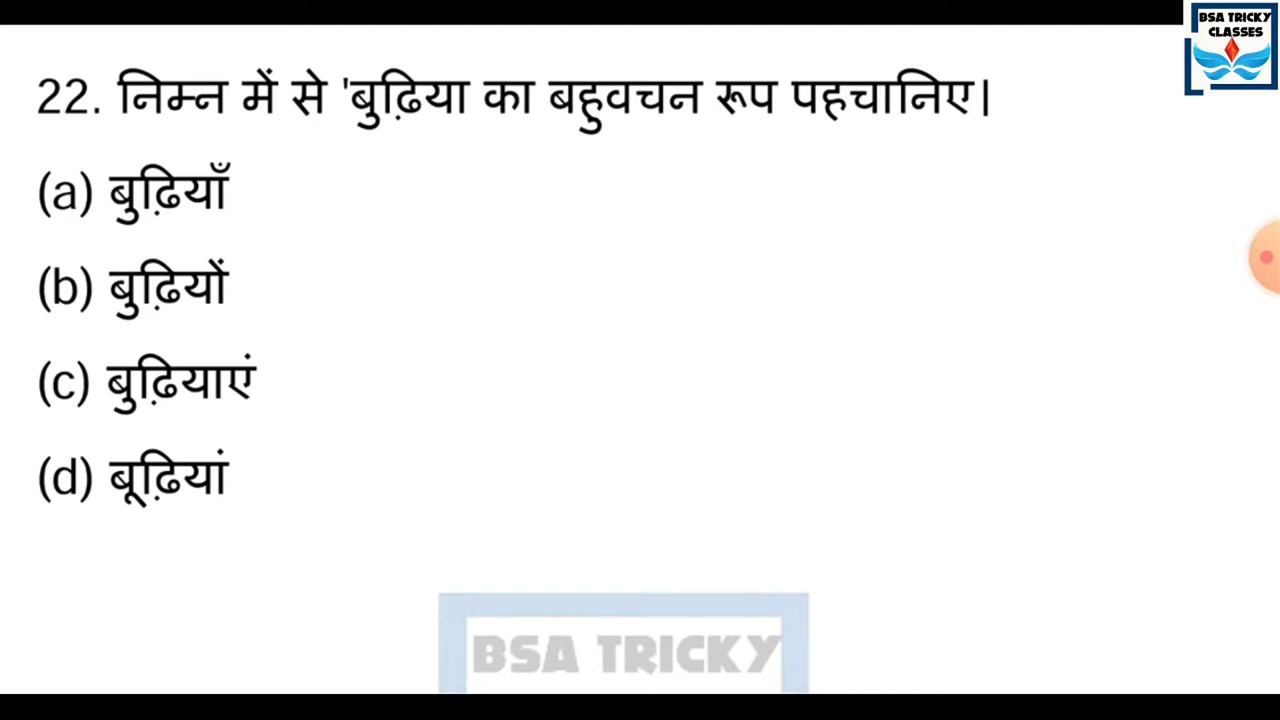 BSA TRICKY
CLASSES
22. निम्न में से 'बुढ़िया का बहुवचन रूप पहचानिए।
(a) बुढ़ियाँ
(b) बुढ़ियों
(c) बुढ़ियाएं
(d) बूढ़ियां
BSA TRICKY